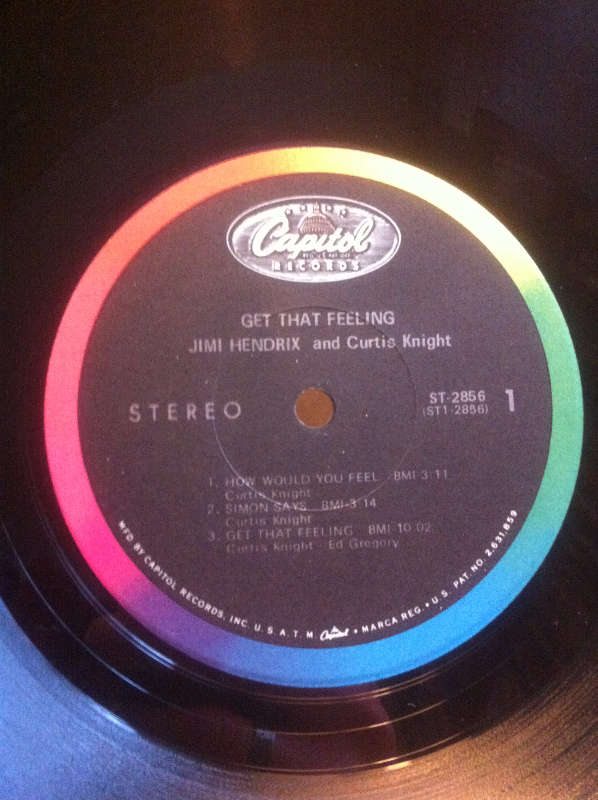 Capitol
REG. U.S. PAT. OFF.
RECORDS
GET THAT FEELING
JIMI HENDRIX and Curtis Knight
STEREO
ST-2856
(ST1-2856)
1
1. HOW WOULD YOU FEEL BMI-3:11
Curtis Knight
2. SIMON SAYS BMI-3:14
Curtis Knight
3. GET THAT FEELING BMI-10:02
Curtis Knight - Ed Gregory
MFD BY CAPITOL RECORDS, INC. U.S.A. T.M. Capitol • MARCA REG. • U.S. PAT. NO. 2,631,859